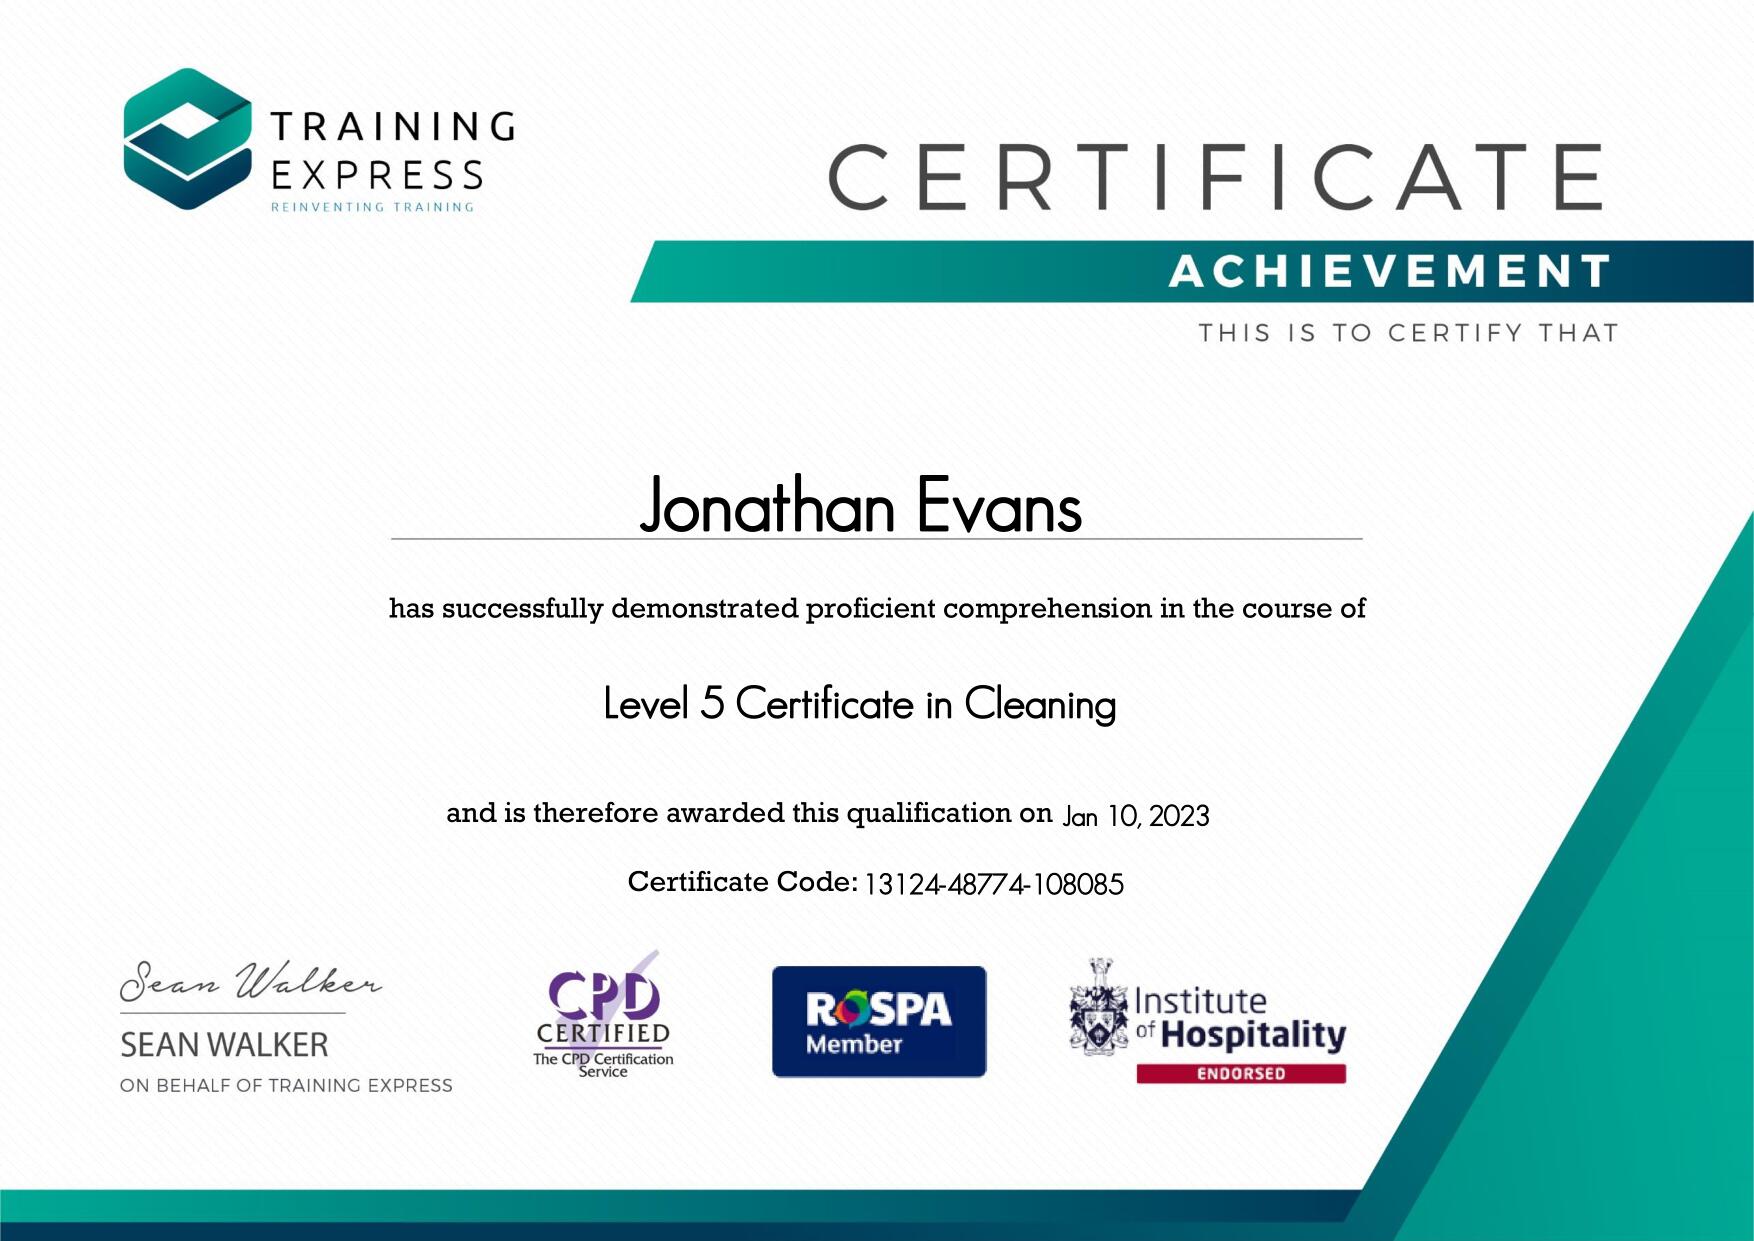 TRAINING
EXPRESS
REINVENTING TRAINING
CERTIFICATE
ACHIEVEMENT
THIS IS TO CERTIFY THAT
Jonathan Evans
has successfully demonstrated proficient comprehension in the course of
Level 5 Certificate in Cleaning
and is therefore awarded this qualification on Jan 10, 2023
Certificate Code: 13124-48774-108085
Sean Walker
SEAN WALKER
ON BEHALF OF TRAINING EXPRESS
CPD
CERTIFIED
The CPD Certification
Service
RoSPA
Member
Institute
of Hospitality
ENDORSED